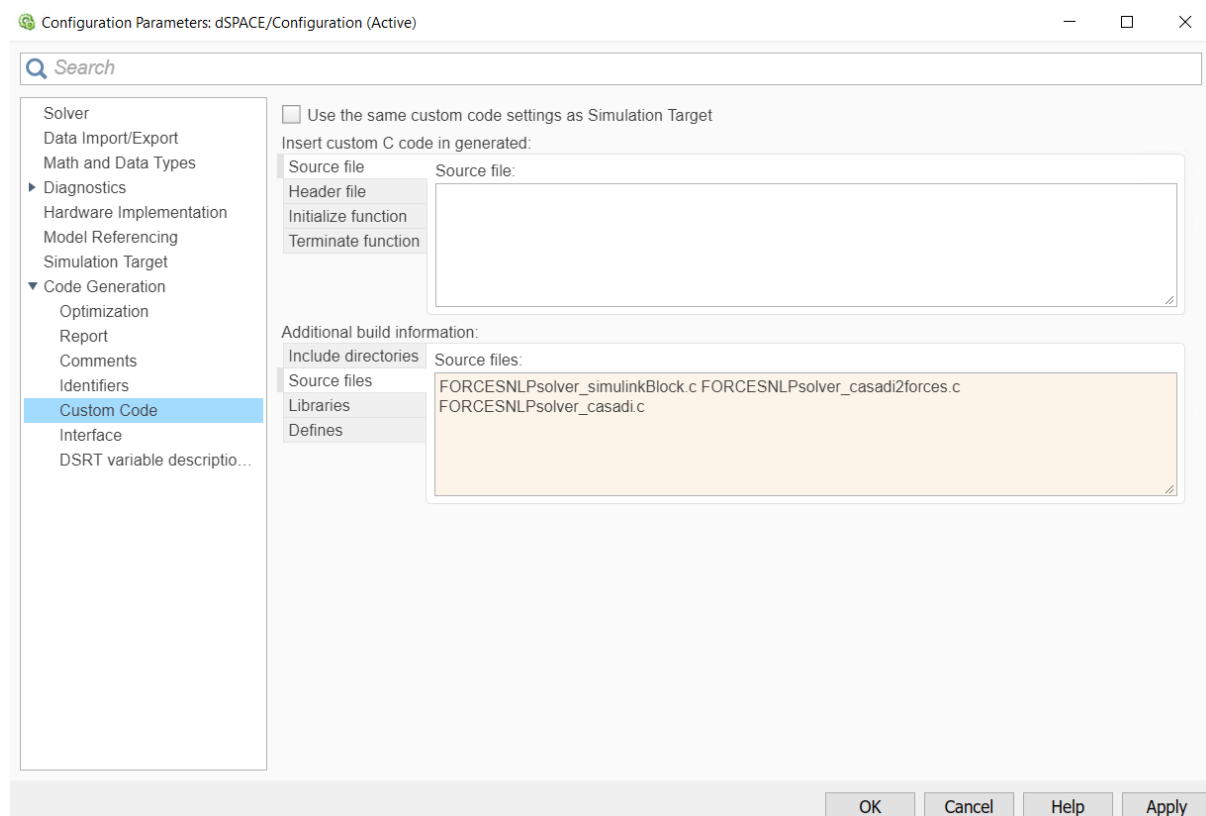 Configuration Parameters: dSPACE/Configuration (Active)
Search
Solver
Data Import/Export
Math and Data Types
Diagnostics
Hardware Implementation
Model Referencing
Simulation Target
Code Generation
Optimization
Report
Comments
Identifiers
Custom Code
Interface
DSRT variable descriptio...
Use the same custom code settings as Simulation Target
Insert custom C code in generated:
Source file
Header file
Initialize function
Terminate function
Source file:
Additional build information:
Include directories
Source files
Libraries
Defines
Source files:
FORCESNLPsolver_simulinkBlock.c FORCESNLPsolver_casadi2forces.c
FORCESNLPsolver_casadi.c
OK
Cancel
Help
Apply